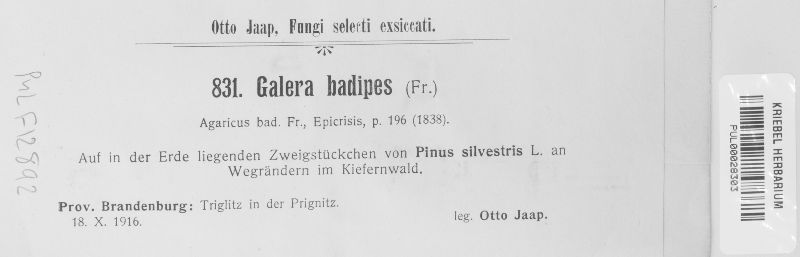 Otto Jaap, Fungi selecti exsiccati.
831. Galera badipes (Fr.)
Agaricus bad. Fr., Epicrisis, p. 196 (1838).
Auf in der Erde liegenden Zweigstückchen von Pinus silvestris L. an
Wegrändern im Kiefernwald.
Prov. Brandenburg: Triglitz in der Prignitz.
18. X. 1916.
leg. Otto Jaap.
PUL F12892
KRIEBEL HERBARIUM
PUL00028303